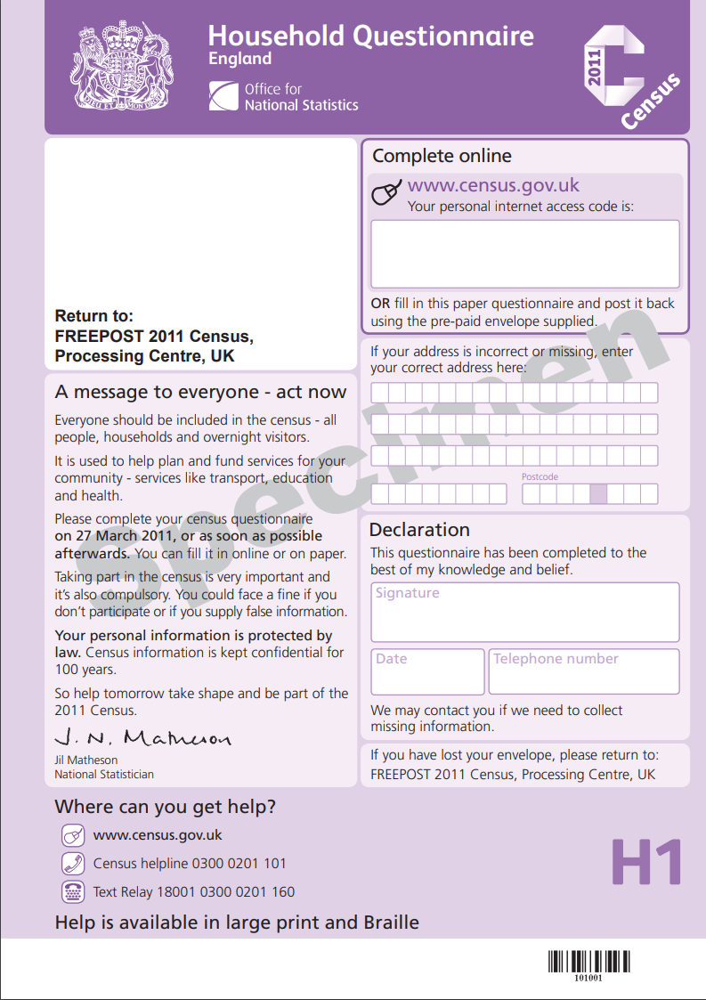 Household Questionnaire
England
Office for
National Statistics
2011
Census
Return to:
FREEPOST 2011 Census,
Processing Centre, UK
Complete online
www.census.gov.uk
Your personal internet access code is:
OR fill in this paper questionnaire and post it back
using the pre-paid envelope supplied.
If your address is incorrect or missing, enter
your correct address here:
Postcode
A message to everyone - act now
Everyone should be included in the census - all
people, households and overnight visitors.
It is used to help plan and fund services for your
community - services like transport, education
and health.
Please complete your census questionnaire
on 27 March 2011, or as soon as possible
afterwards. You can fill it in online or on paper.
Taking part in the census is very important and
it's also compulsory. You could face a fine if you
don't participate or if you supply false information.
Your personal information is protected by
law. Census information is kept confidential for
100 years.
So help tomorrow take shape and be part of the
2011 Census.
J. N. Matheson
Jil Matheson
National Statistician
Declaration
This questionnaire has been completed to the
best of my knowledge and belief.
Signature
Date
Telephone number
We may contact you if we need to collect
missing information.
If you have lost your envelope, please return to:
FREEPOST 2011 Census, Processing Centre, UK
Specimen
Where can you get help?
www.census.gov.uk
Census helpline 0300 0201 101
Text Relay 18001 0300 0201 160
Help is available in large print and Braille
H1
101001